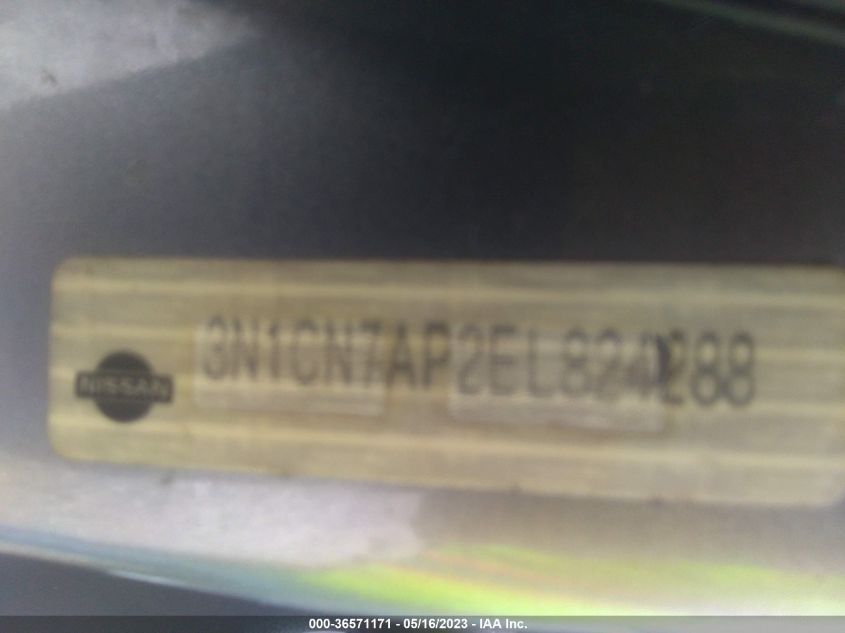 3N1CN7AP2EL824288
NISSAN
000-36571171 - 05/16/2023 - IAA Inc.